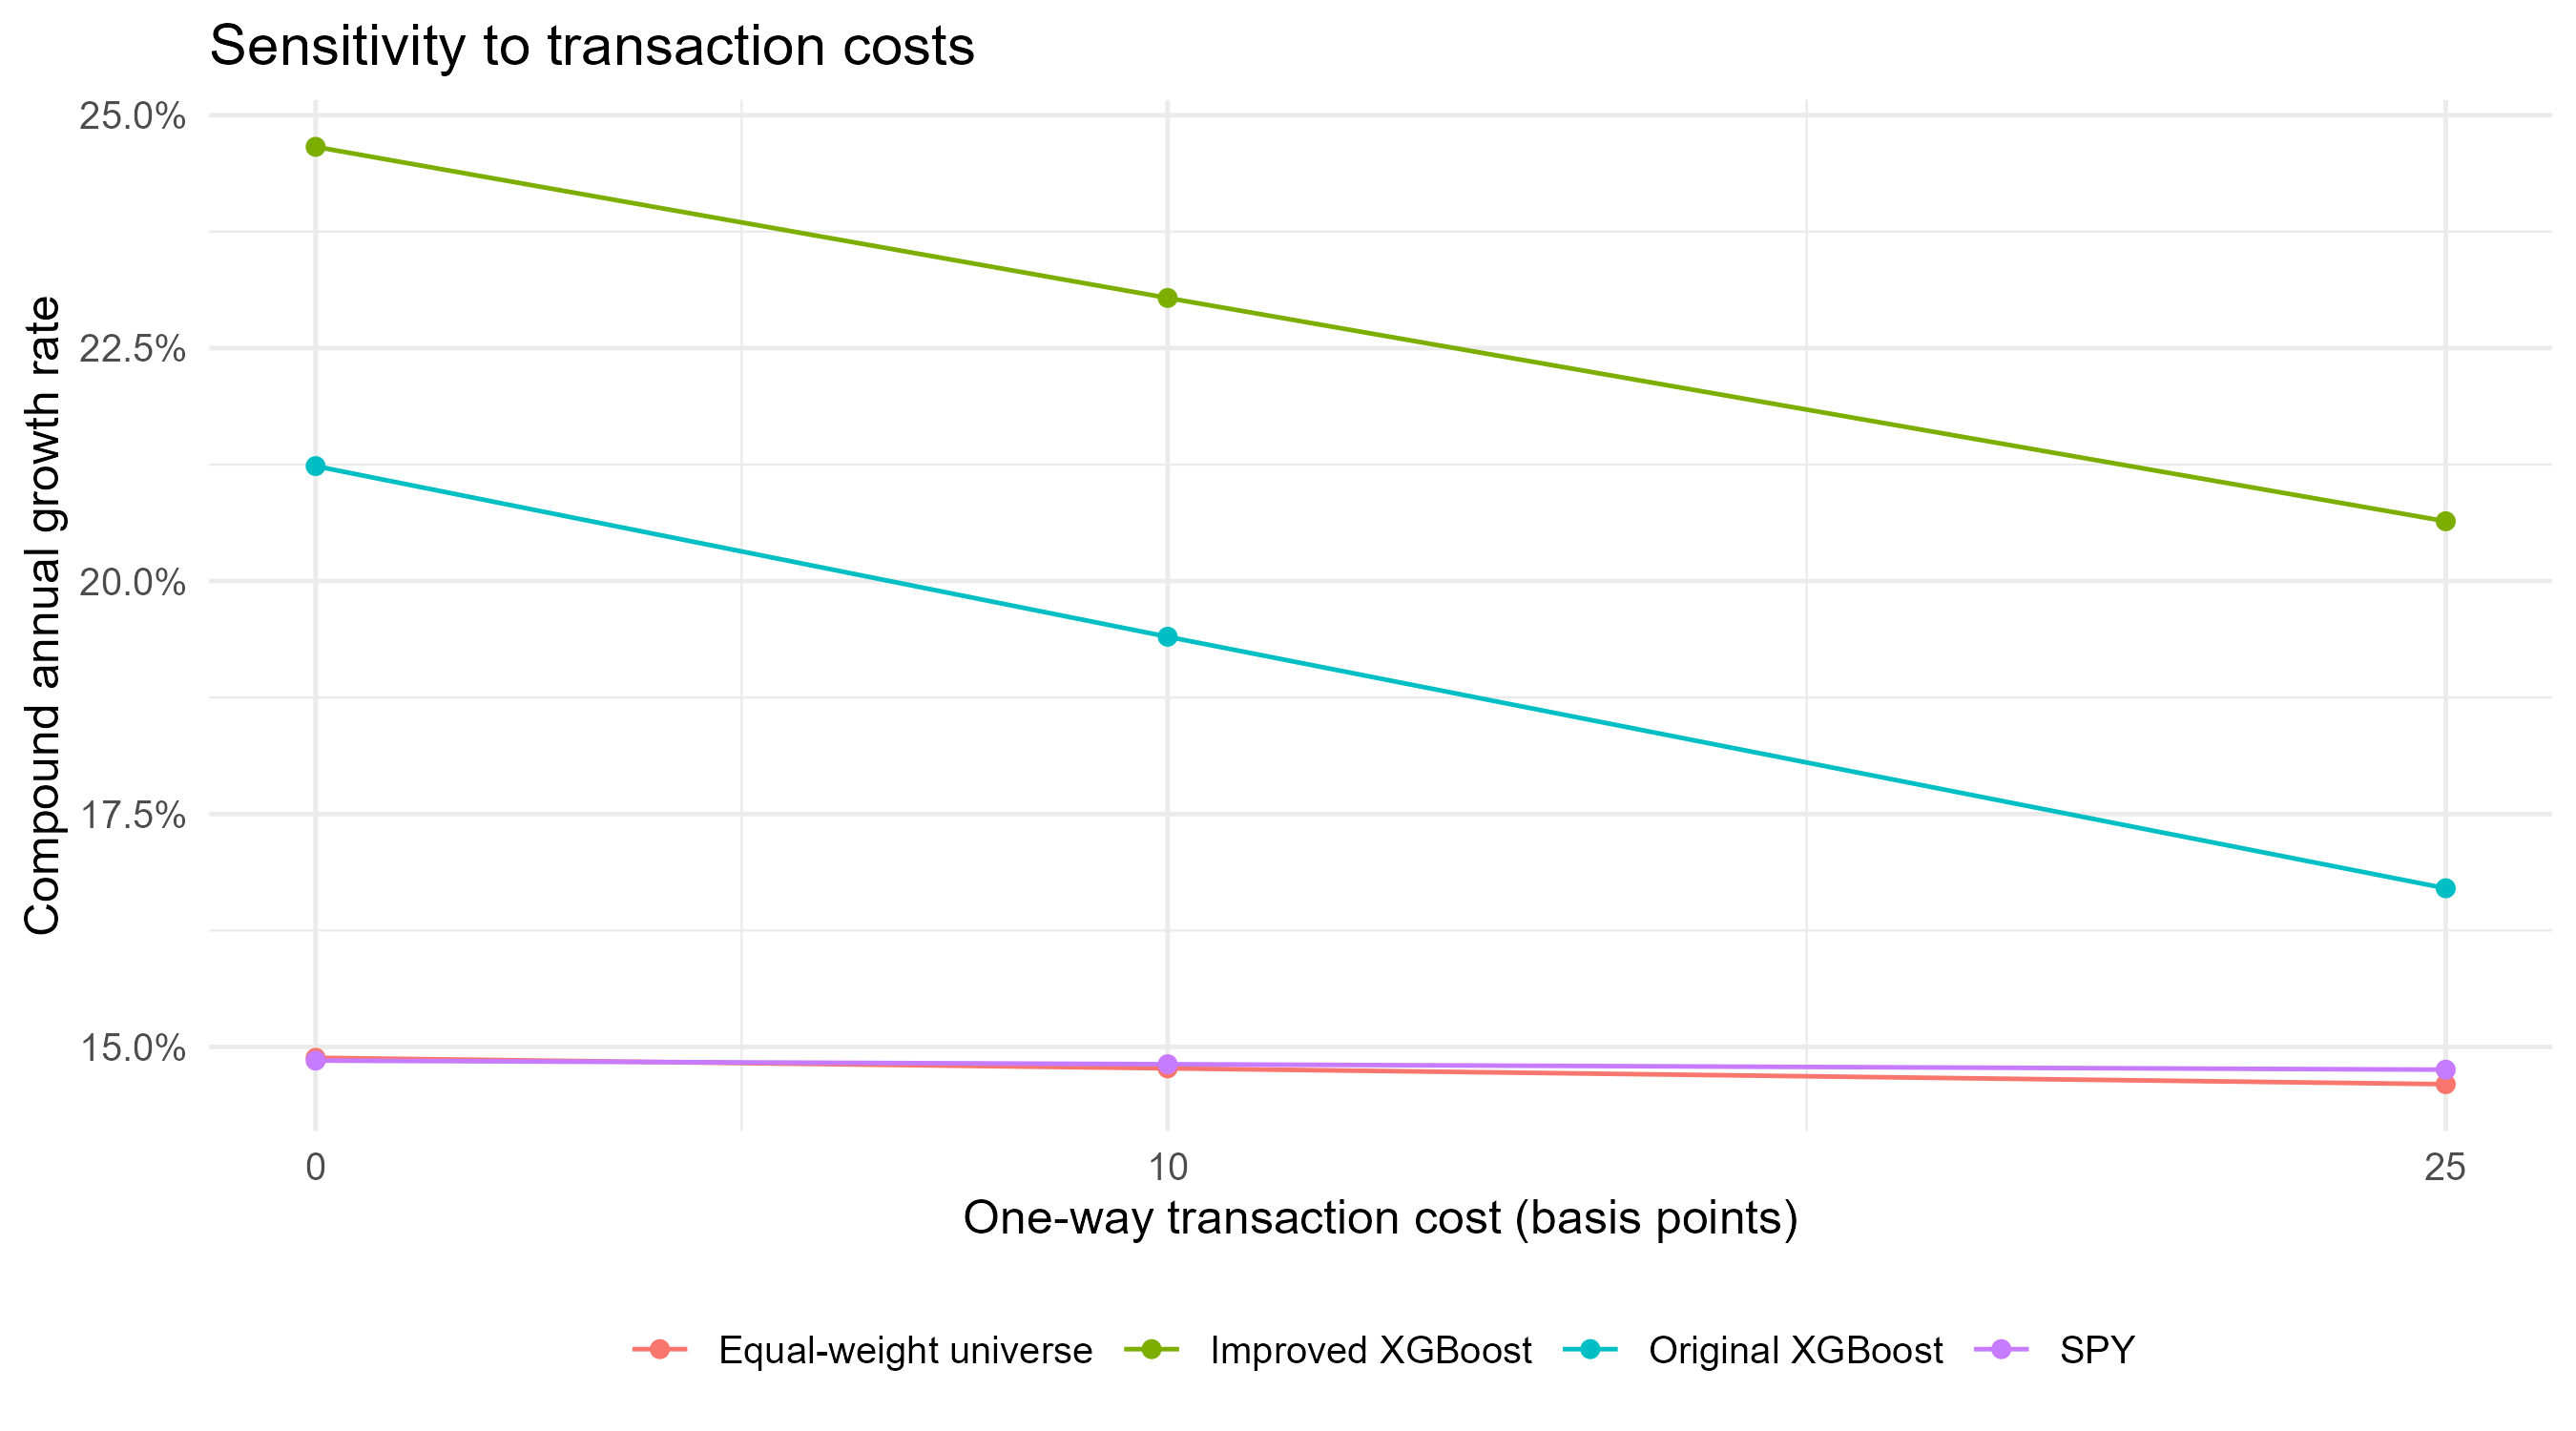 Sensitivity to transaction costs
25.0%
22.5%
20.0%
17.5%
15.0%
Compound annual growth rate
0 10 25
One-way transaction cost (basis points)
Equal-weight universe Improved XGBoost Original XGBoost SPY